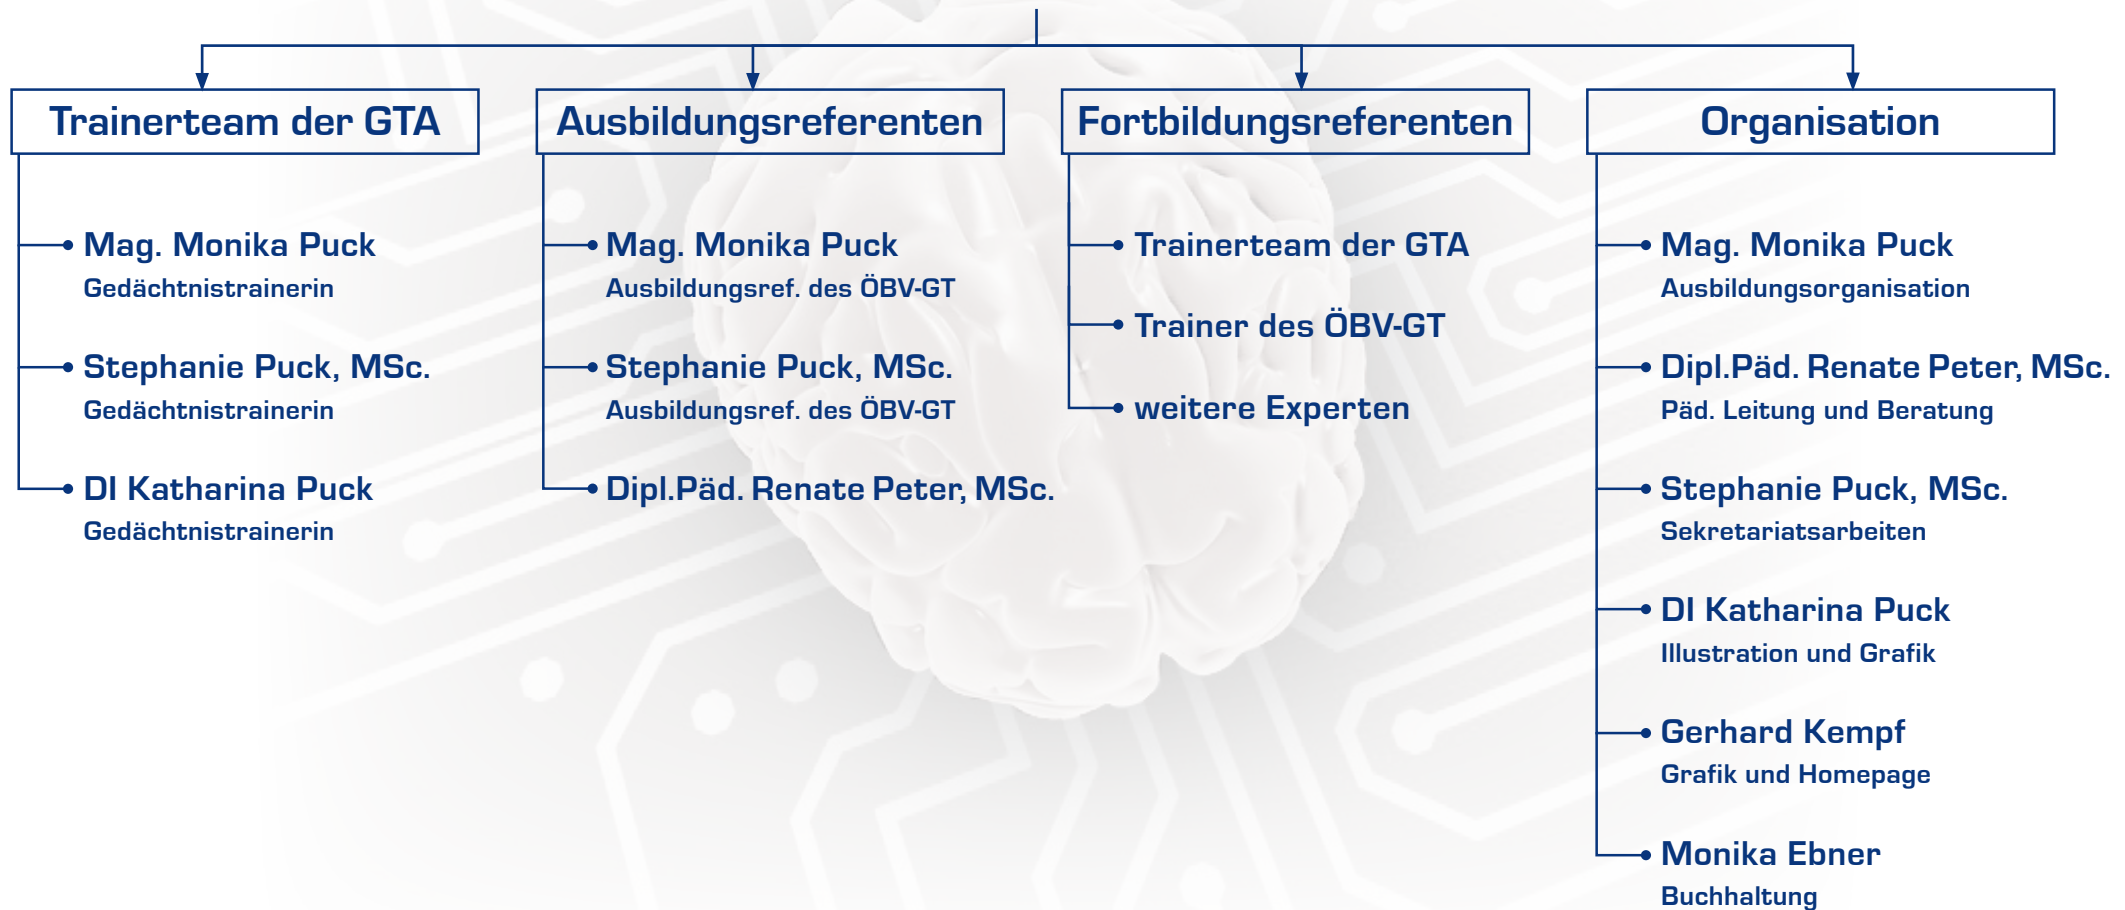 Trainerteam der GTA
Mag. Monika Puck
Gedächtnistrainerin
Stephanie Puck, MSc.
Gedächtnistrainerin
DI Katharina Puck
Gedächtnistrainerin
Ausbildungsreferenten
Mag. Monika Puck
Ausbildungsref. des ÖBV-GT
Stephanie Puck, MSc.
Ausbildungsref. des ÖBV-GT
Dipl.Päd. Renate Peter, MSc.
Fortbildungsreferenten
Trainerteam der GTA
Trainer des ÖBV-GT
weitere Experten
Organisation
Mag. Monika Puck
Ausbildungsorganisation
Dipl.Päd. Renate Peter, MSc.
Päd. Leitung und Beratung
Stephanie Puck, MSc.
Sekretariatsarbeiten
DI Katharina Puck
Illustration und Grafik
Gerhard Kempf
Grafik und Homepage
Monika Ebner
Buchhaltung